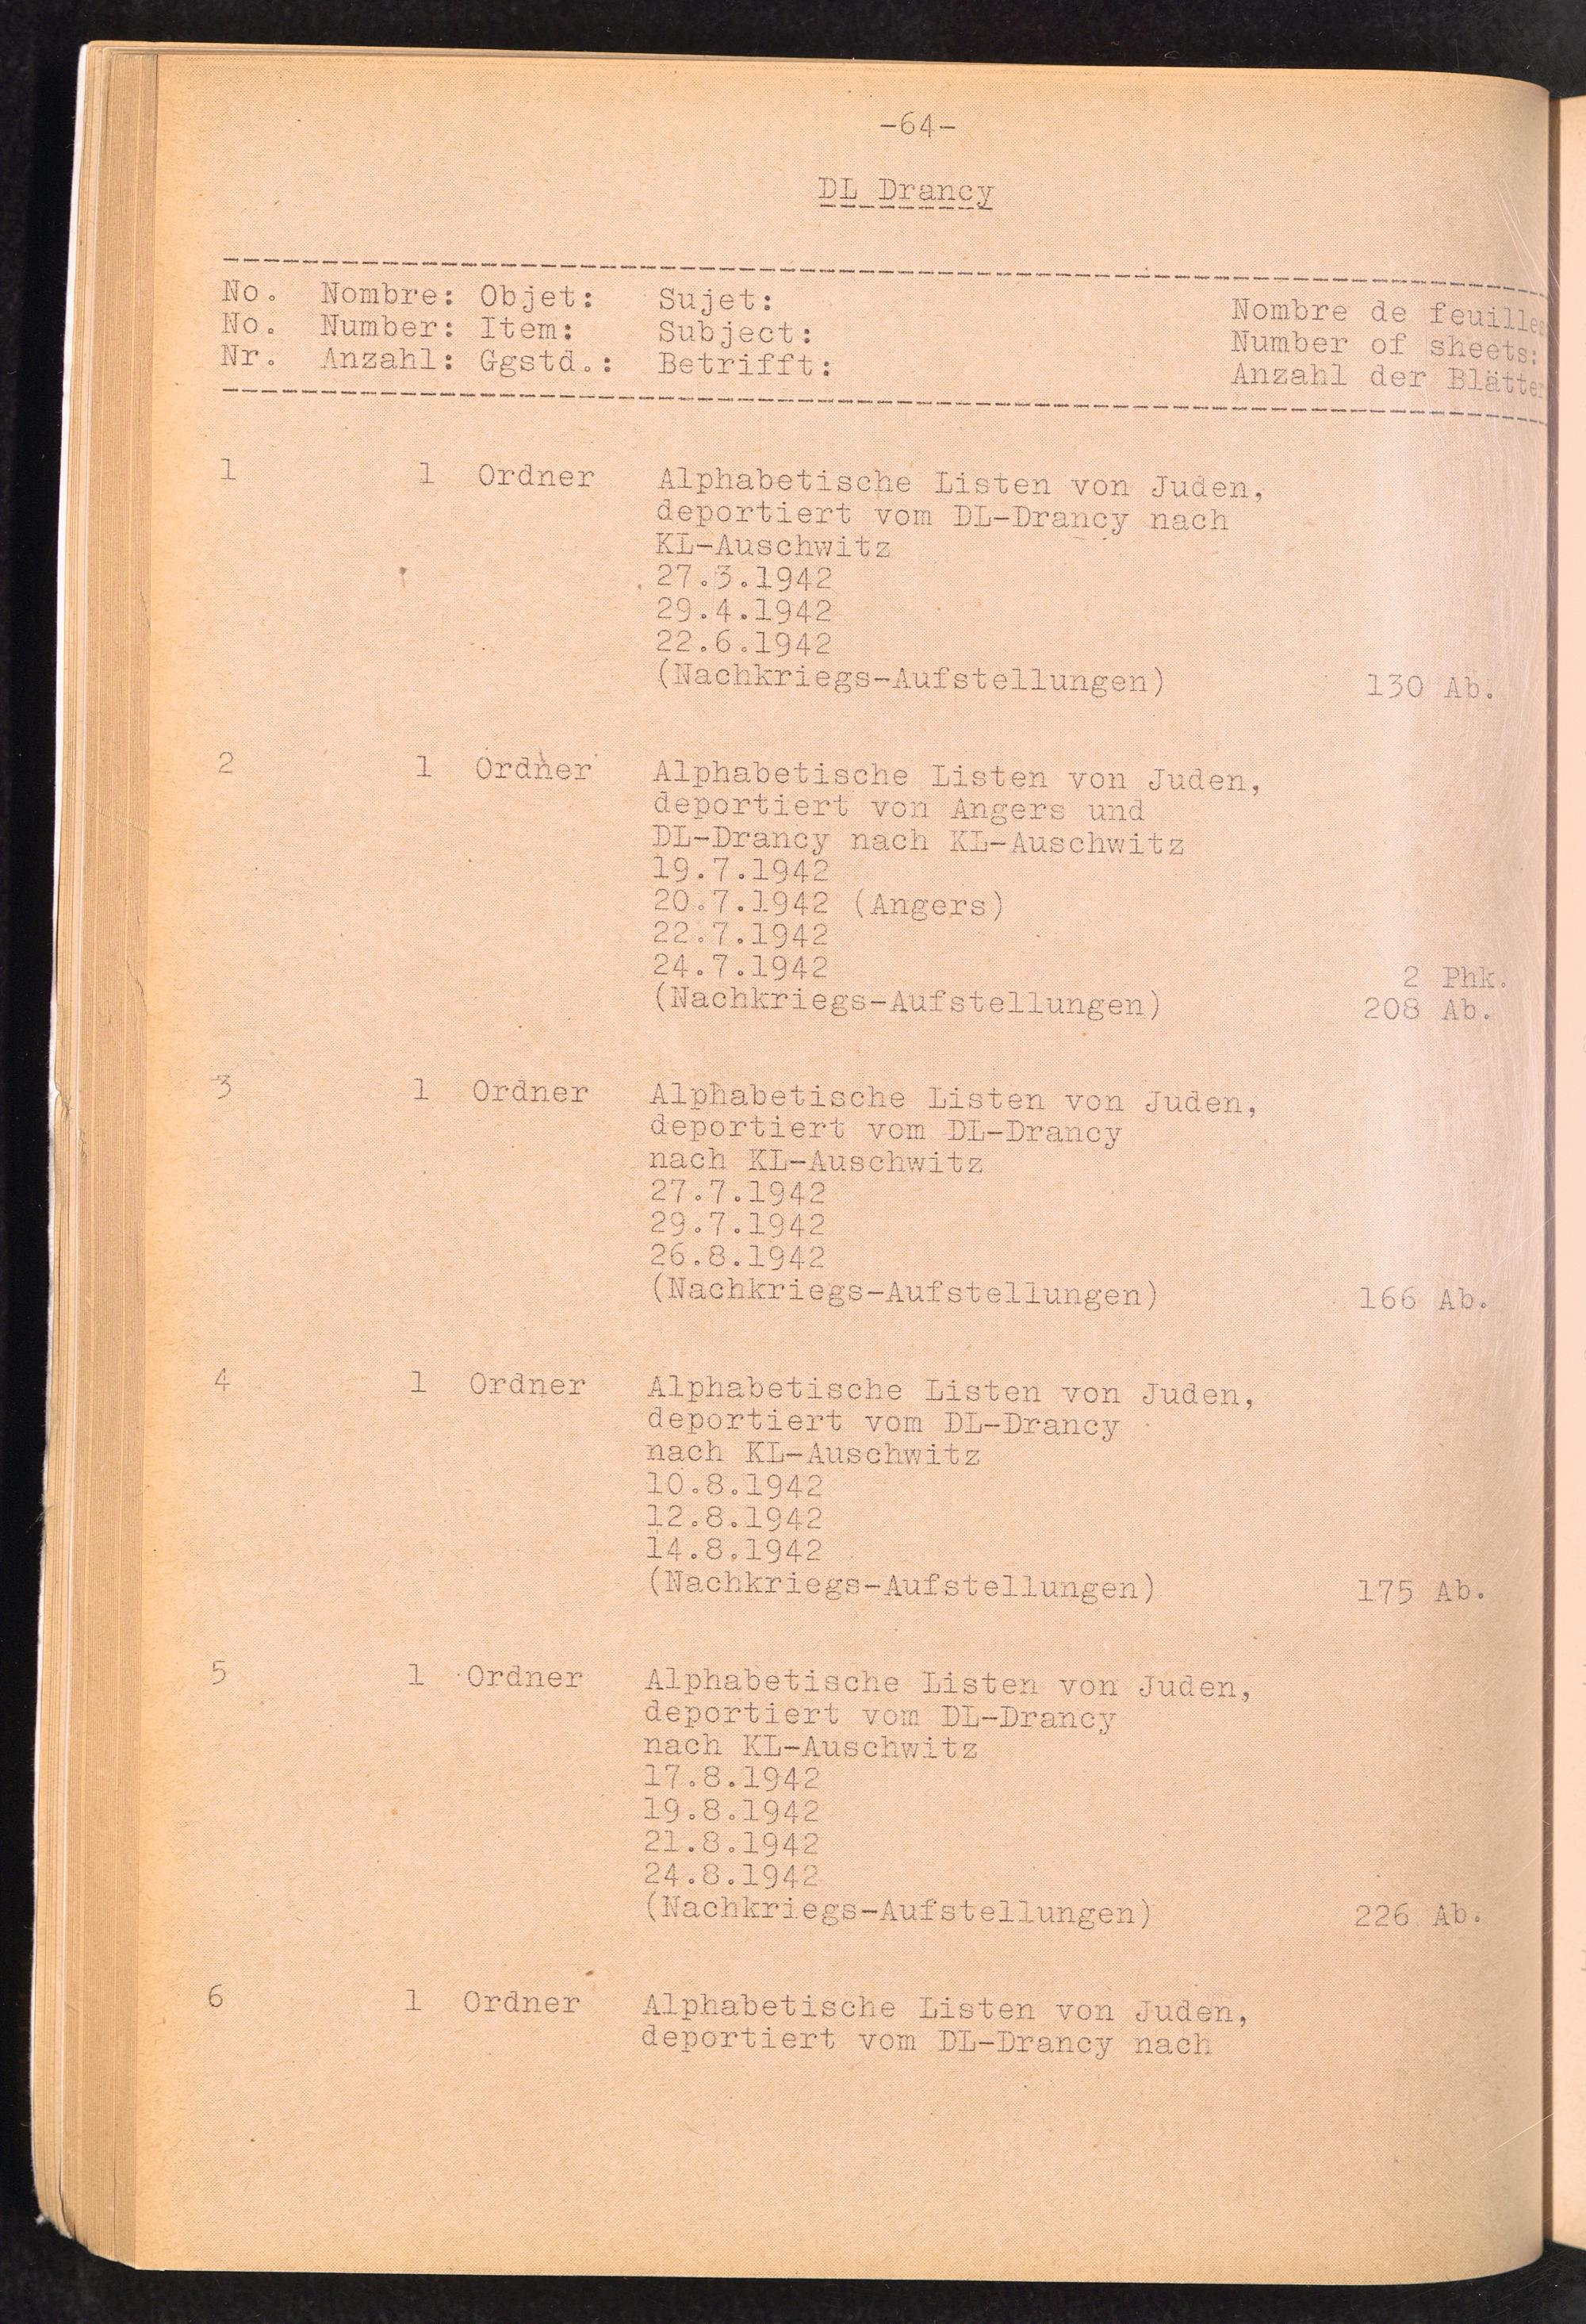 -64-
DL Drancy
No. Nombre: Objet: Sujet: Nombre de feuilles
No. Number: Item: Subject: Number of sheets:
Nr. Anzahl: Ggstd.: Betrifft: Anzahl der Blätter
1 1 Ordner Alphabetische Listen von Juden,
deportiert vom DL-Drancy nach
KL-Auschwitz
27.3.1942
29.4.1942
22.6.1942
(Nachkriegs-Aufstellungen) 130 Ab.
2 1 Ordner Alphabetische Listen von Juden,
deportiert von Angers und
DL-Drancy nach KL-Auschwitz
19.7.1942
20.7.1942 (Angers)
22.7.1942
24.7.1942 2 Phk.
(Nachkriegs-Aufstellungen) 208 Ab.
3 1 Ordner Alphabetische Listen von Juden,
deportiert vom DL-Drancy
nach KL-Auschwitz
27.7.1942
29.7.1942
26.8.1942
(Nachkriegs-Aufstellungen) 166 Ab.
4 1 Ordner Alphabetische Listen von Juden,
deportiert vom DL-Drancy
nach KL-Auschwitz
10.8.1942
12.8.1942
14.8.1942
(Nachkriegs-Aufstellungen) 175 Ab.
5 1 Ordner Alphabetische Listen von Juden,
deportiert vom DL-Drancy
nach KL-Auschwitz
17.8.1942
19.8.1942
21.8.1942
24.8.1942
(Nachkriegs-Aufstellungen) 226 Ab.
6 1 Ordner Alphabetische Listen von Juden,
deportiert vom DL-Drancy nach